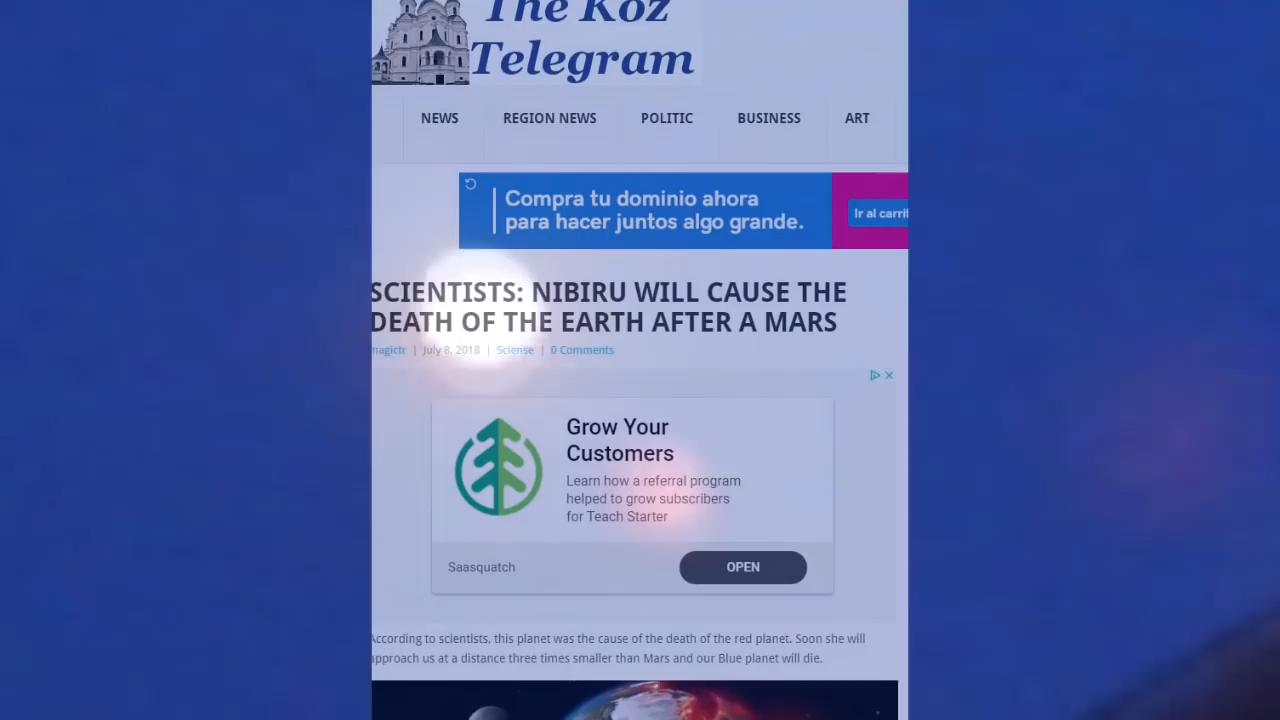 The Koz
Telegram
NEWS REGION NEWS POLITIC BUSINESS ART
Compra tu dominio ahora
para hacer juntos algo grande.
Ir al carrit
SCIENTISTS: NIBIRU WILL CAUSE THE
DEATH OF THE EARTH AFTER A MARS
magictr | July 8, 2018 | Sciense | 0 Comments
Grow Your
Customers
Learn how a referral program
helped to grow subscribers
for Teach Starter
Saasquatch
OPEN
According to scientists, this planet was the cause of the death of the red planet. Soon she will
approach us at a distance three times smaller than Mars and our Blue planet will die.